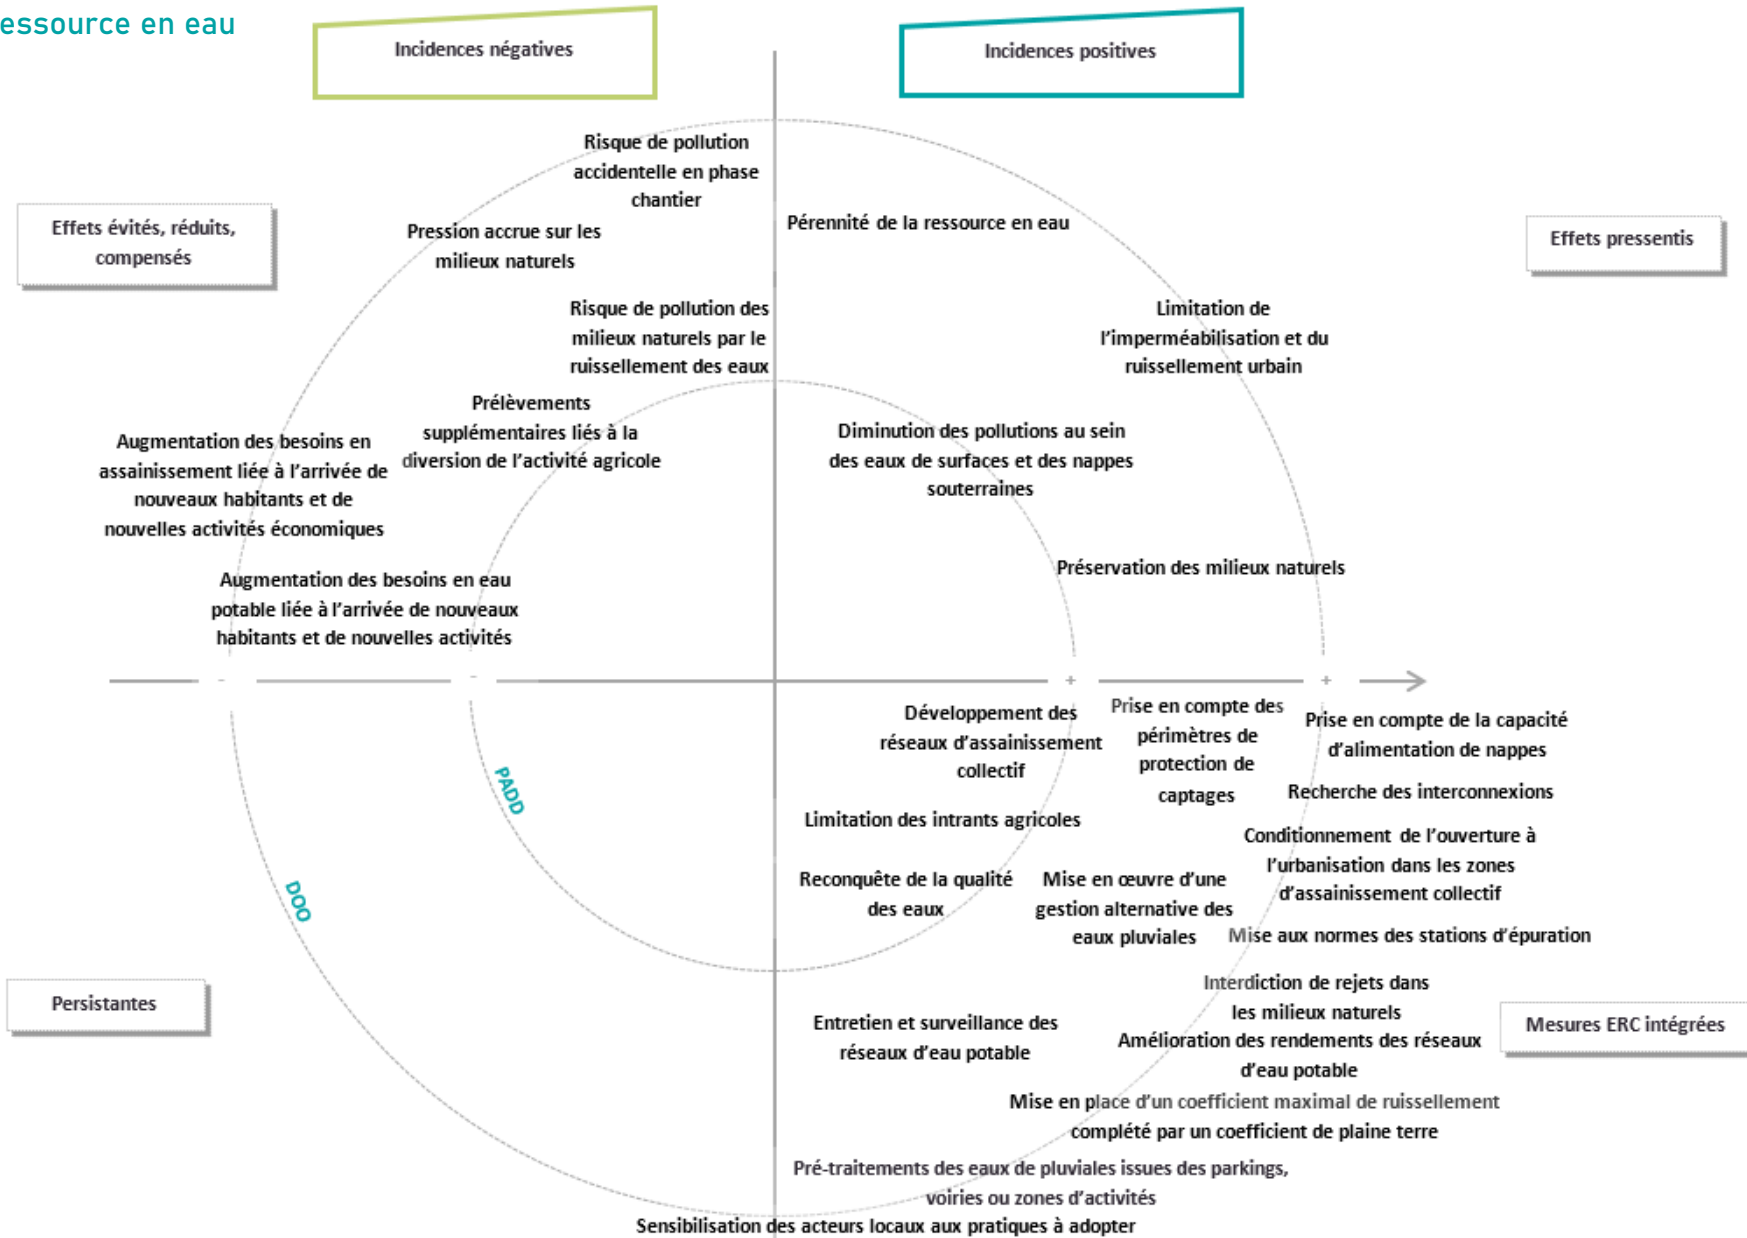 essource en eau
Incidences négatives
Incidences positives
Risque de pollution
accidentelle en phase
chantier
Effets évités, réduits,
compensés
Pression accrue sur les
milieux naturels
Pérennité de la ressource en eau
Effets pressentis
Risque de pollution des
milieux naturels par le
ruissellement des eaux
Limitation de
l'imperméabilisation et du
ruissellement urbain
Prélèvements
supplémentaires liés à la
diversion de l'activité agricole
Augmentation des besoins en
assainissement liée à l'arrivée de
nouveaux habitants et de
nouvelles activités économiques
Diminution des pollutions au sein
des eaux de surfaces et des nappes
souterraines
Augmentation des besoins en eau
potable liée à l'arrivée de nouveaux
habitants et de nouvelles activités
Préservation des milieux naturels
- - + +
Développement des
réseaux d'assainissement
collectif
Prise en compte des
périmètres de
protection de
captages
Prise en compte de la capacité
d'alimentation de nappes
PADD
Recherche des interconnexions
Limitation des intrants agricoles
Conditionnement de l'ouverture à
l'urbanisation dans les zones
d'assainissement collectif
DOO
Reconquête de la qualité
des eaux
Mise en œuvre d'une
gestion alternative des
eaux pluviales
Mise aux normes des stations d'épuration
Persistantes
Interdiction de rejets dans
les milieux naturels
Entretien et surveillance des
réseaux d'eau potable
Mesures ERC intégrées
Amélioration des rendements des réseaux
d'eau potable
Mise en place d'un coefficient maximal de ruissellement
complété par un coefficient de plaine terre
Pré-traitements des eaux de pluviales issues des parkings,
voiries ou zones d'activités
Sensibilisation des acteurs locaux aux pratiques à adopter